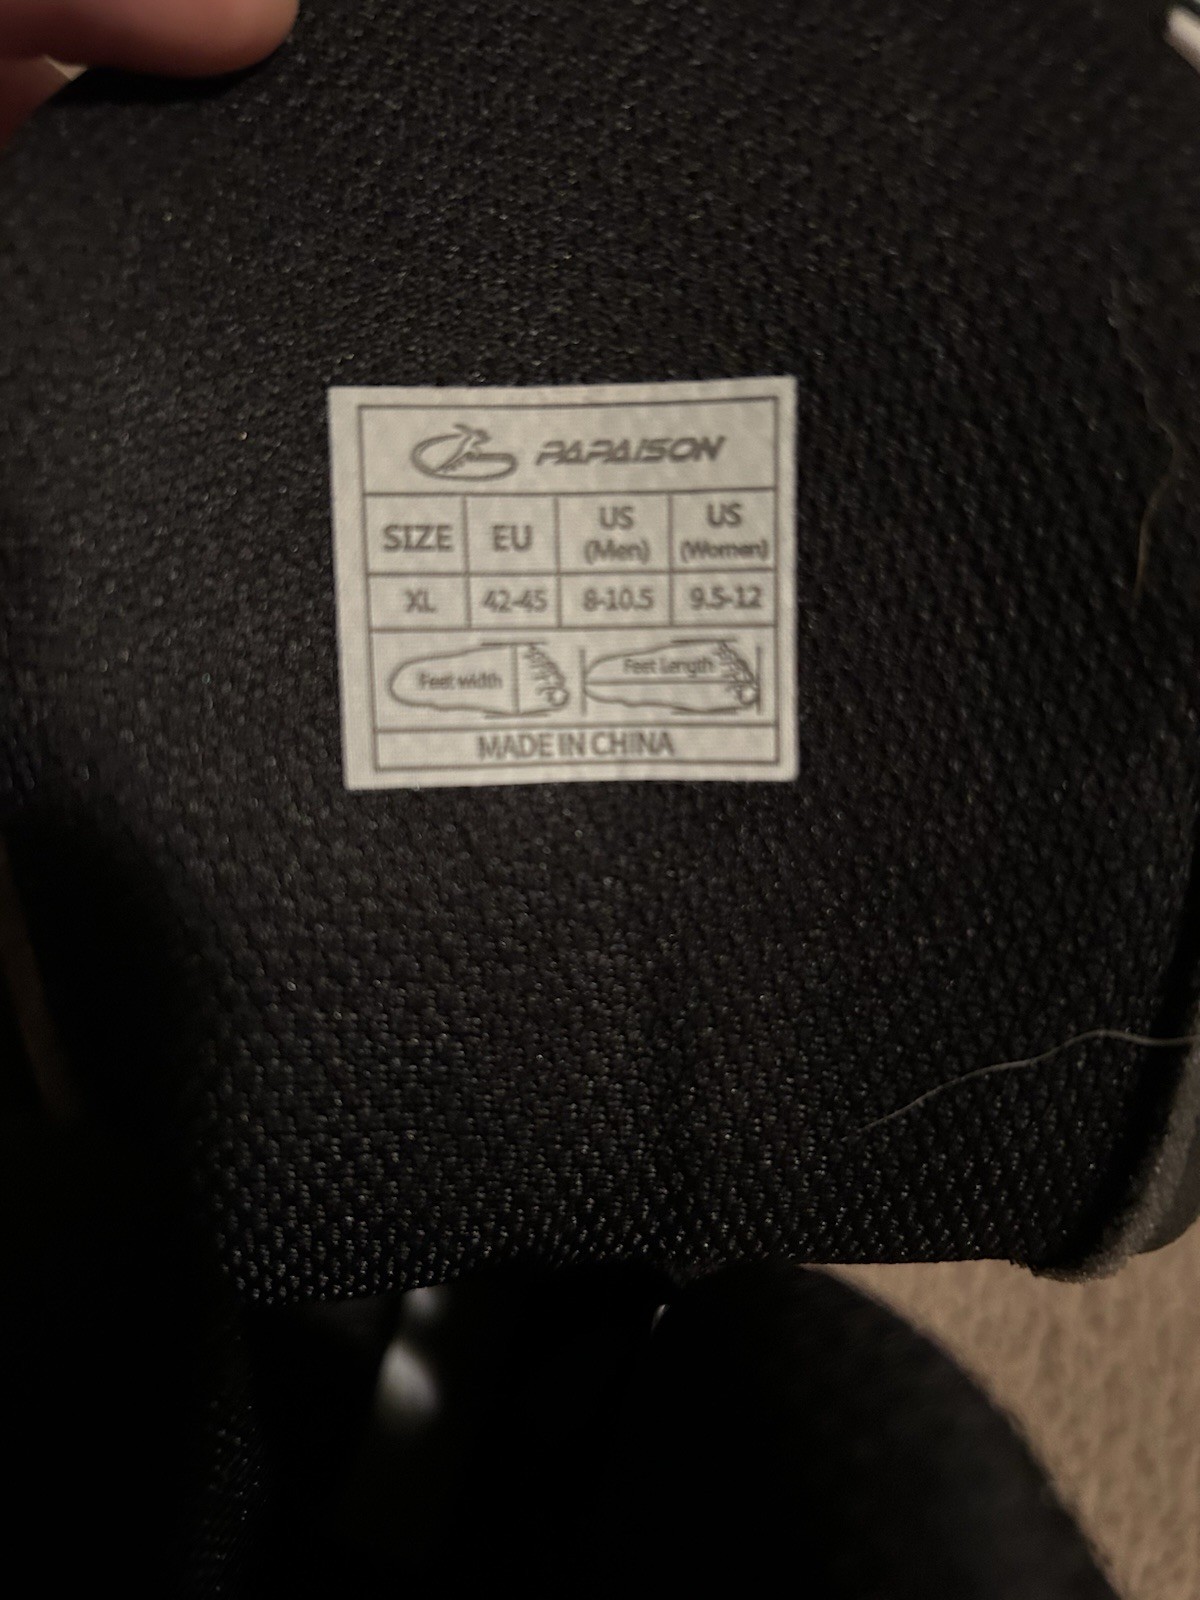 PAPAISON
SIZE EU US (Men) US (Women)
XL 42-45 8-10.5 9.5-12
Feet width Feet Length
MADE IN CHINA